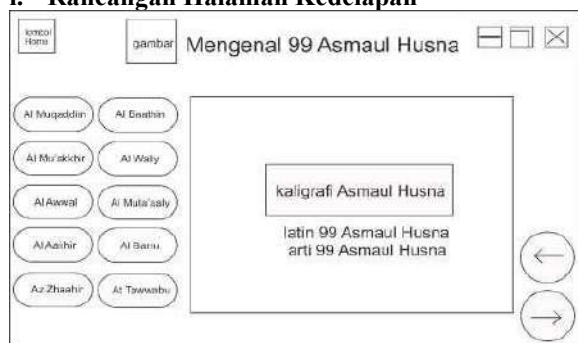 i. Rancangan Halaman Kedelapan
tombol
Home
gambar
Mengenal 99 Asmaul Husna
Al Muqaddim
Al Baathin
Al Mu'akkhir
Al Waliy
Al Awwal
Al Muta'aaly
Al Aakhir
Al Barru
Az Zhaahir
At Tawwabu
kaligrafi Asmaul Husna
latin 99 Asmaul Husna
arti 99 Asmaul Husna